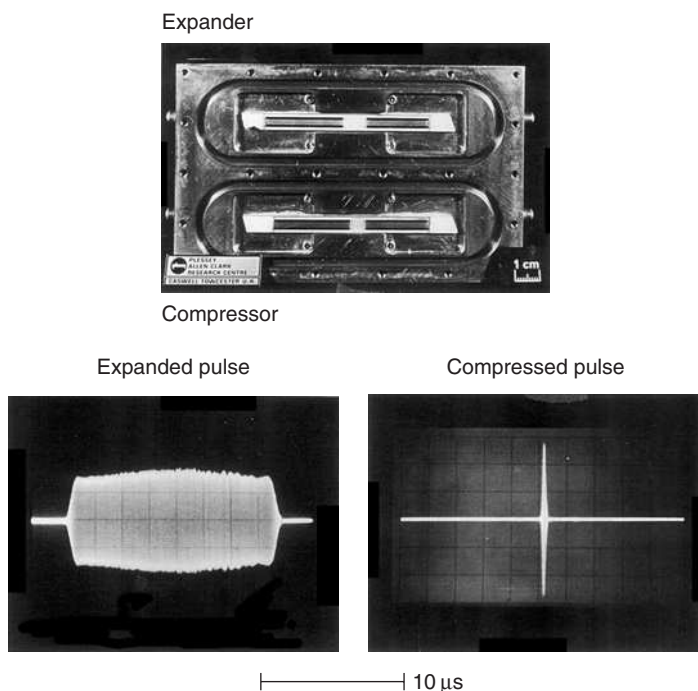 Expander
PLESSEY
ALLEN CLARK
RESEARCH CENTRE
CASWELL TOWCESTER U.K.
1 cm
Compressor
Expanded pulse
Compressed pulse
10 µs